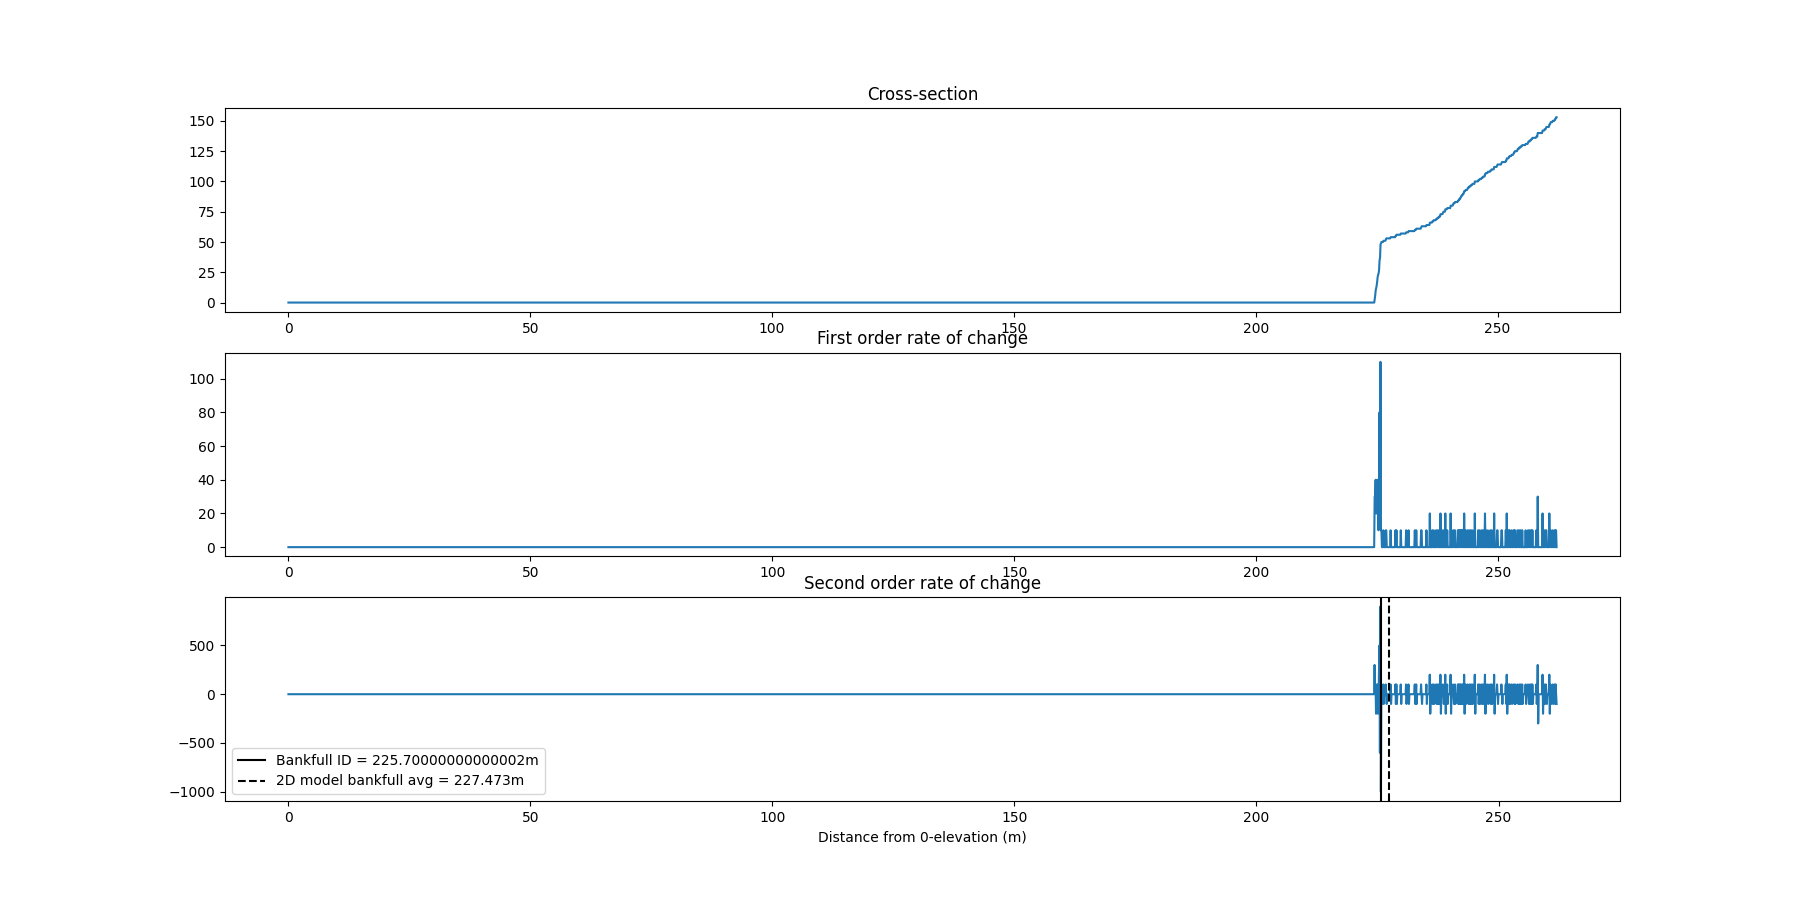 Cross-section
150
125
100
75
50
25
0
0 50 100 150 200 250
First order rate of change
100
80
60
40
20
0
0 50 100 150 200 250
Second order rate of change
500
0
−500
−1000
Bankfull ID = 225.70000000000002m
2D model bankfull avg = 227.473m
0 50 100 150 200 250
Distance from 0-elevation (m)